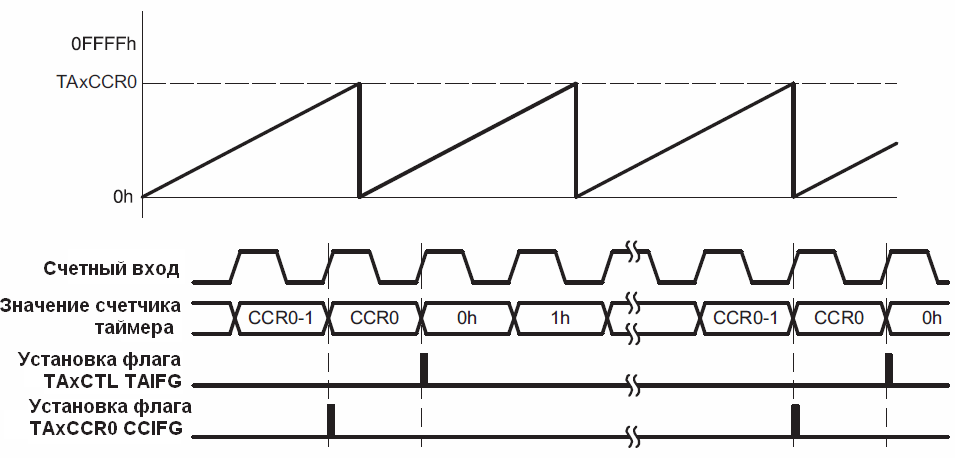 0FFFFh
TAxCCR0
0h
Счетный вход
Значение счетчика
таймера
CCR0-1 CCR0 0h 1h CCR0-1 CCR0 0h
Установка флага
TAxCTL TAIFG
Установка флага
TAxCCR0 CCIFG